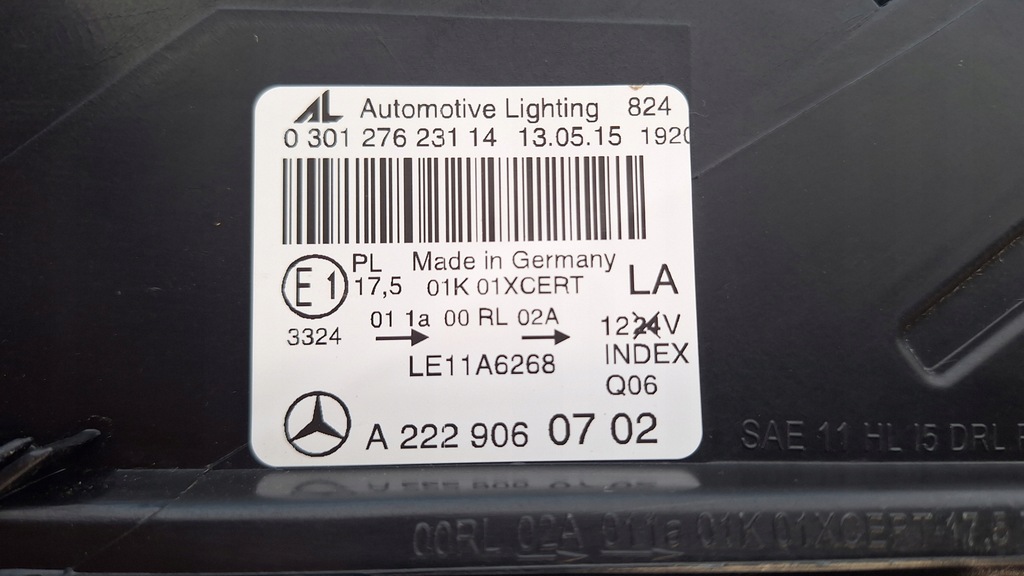 AL Automotive Lighting 824
0 301 276 231 14 13.05.15 1920
E1 PL 17,5 Made in Germany
01K 01XCERT LA
3324 01 1a 00 RL 02A 1224V
LE11A6268 INDEX
Q06
A 222 906 07 02
SAE 11 HL I5 DRL
00RL 02A 011a 01K 01XCERT 17,5